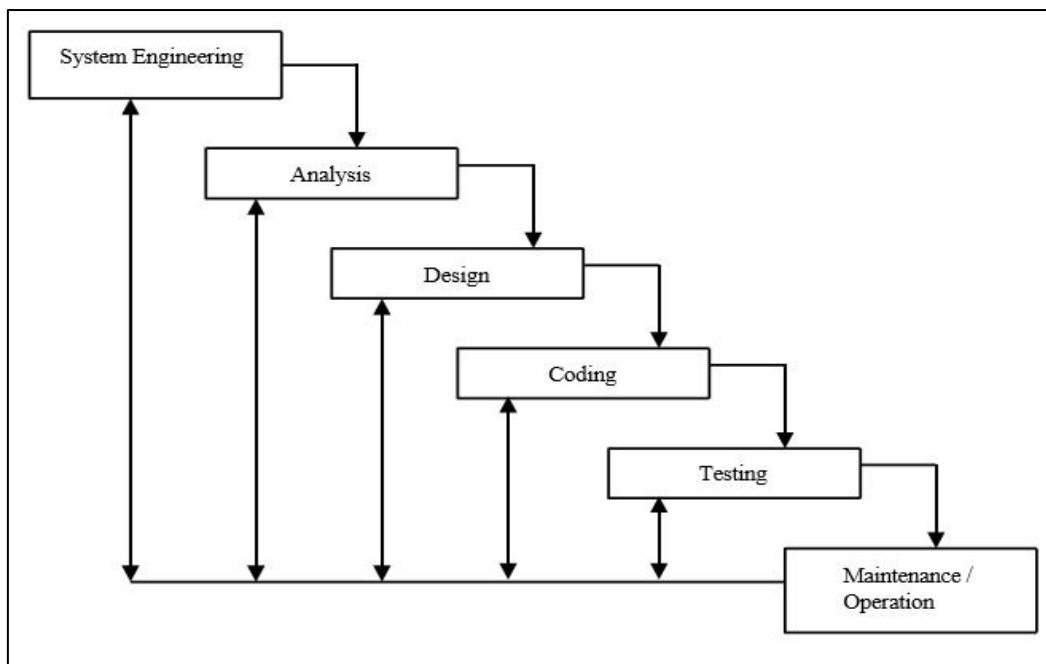 System Engineering
Analysis
Design
Coding
Testing
Maintenance /
Operation